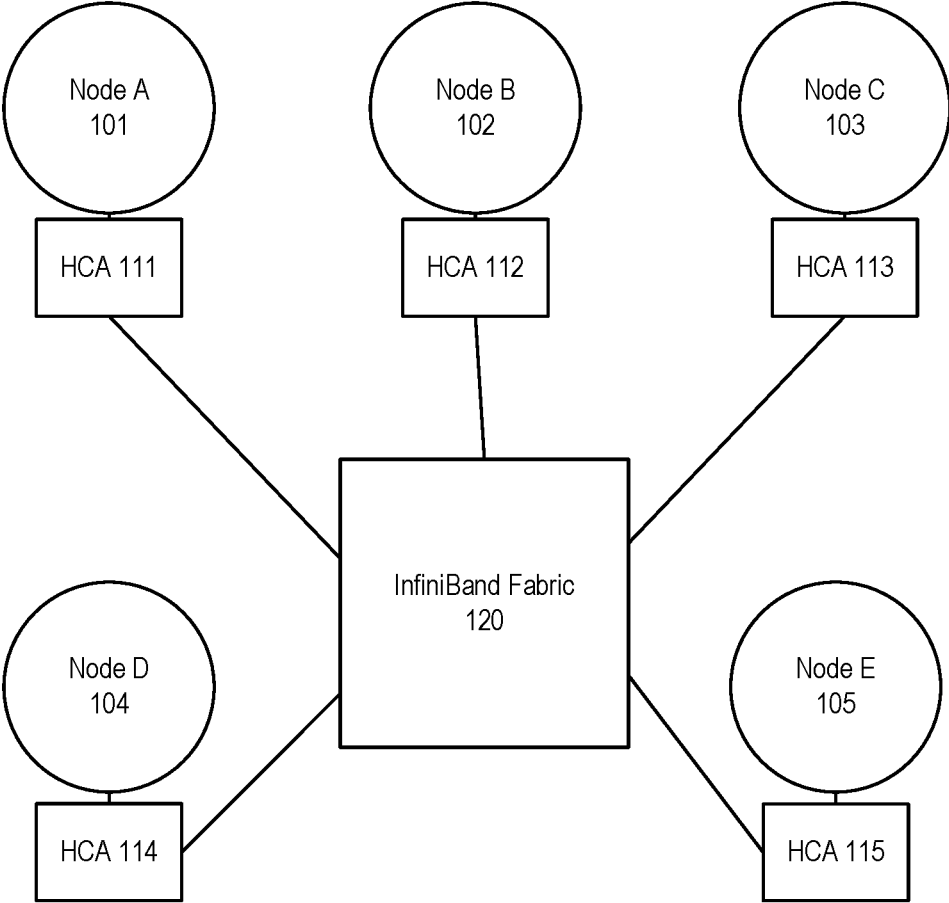 Node A
101
Node B
102
Node C
103
HCA 111
HCA 112
HCA 113
InfiniBand Fabric
120
Node D
104
Node E
105
HCA 114
HCA 115